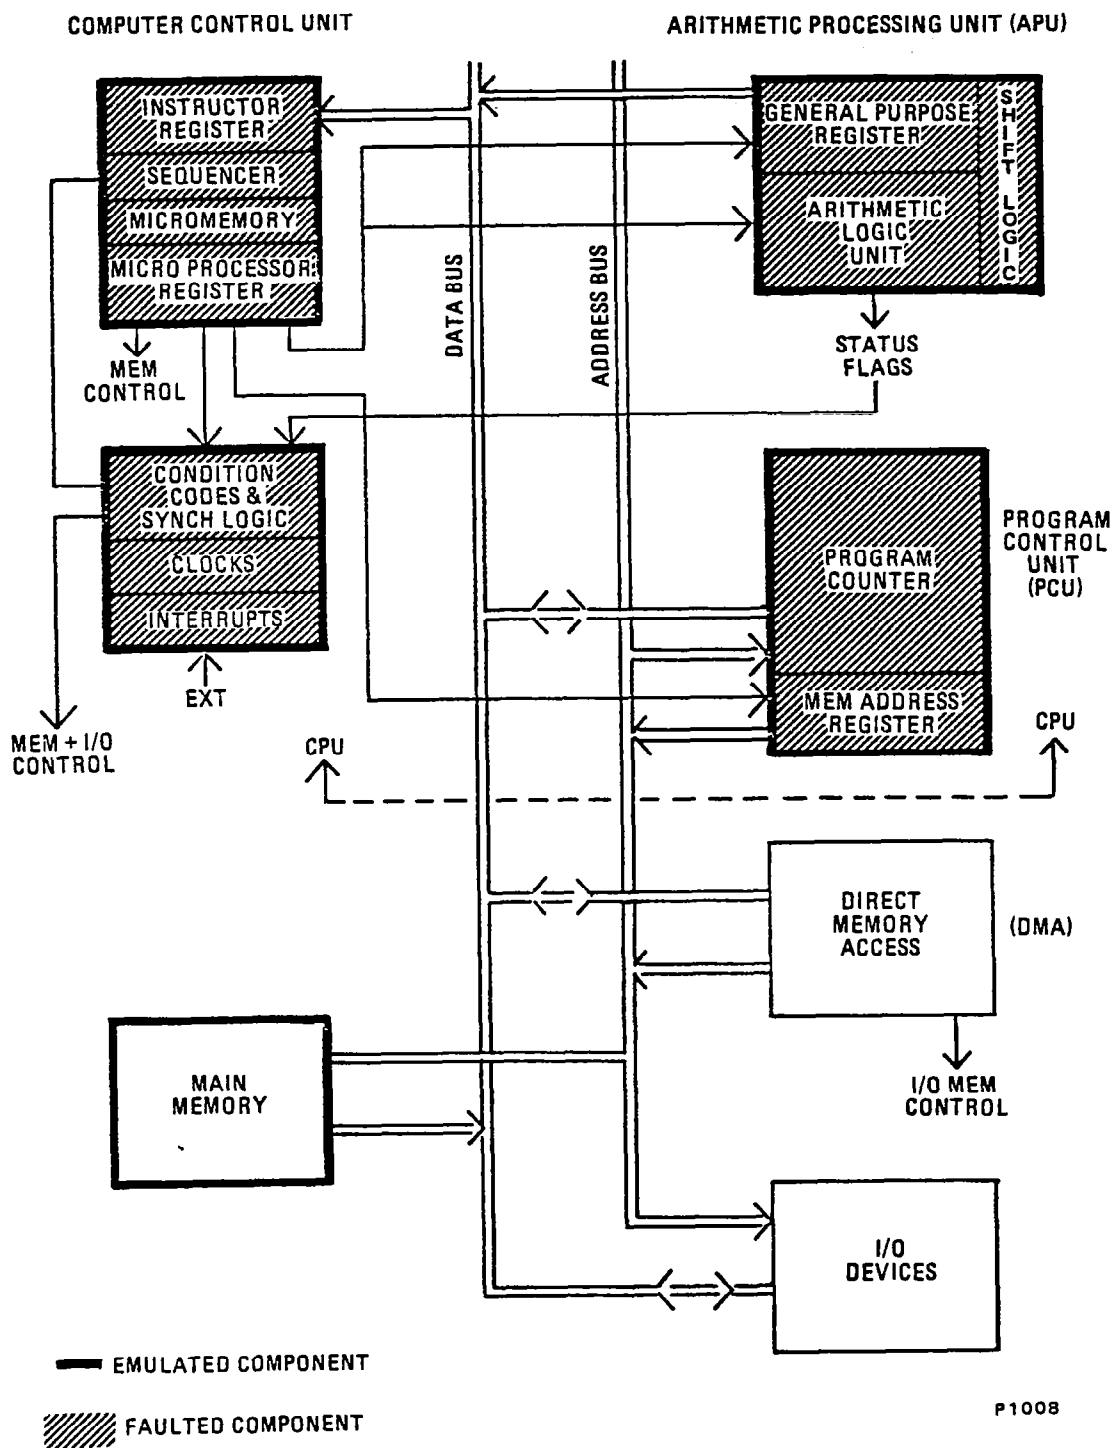 COMPUTER CONTROL UNIT
ARITHMETIC PROCESSING UNIT (APU)
INSTRUCTOR
REGISTER
SEQUENCER
MICROMEMORY
MICRO PROCESSOR
REGISTER
GENERAL PURPOSE
REGISTER
ARITHMETIC
LOGIC
UNIT
SHIFT LOGIC
DATA BUS
ADDRESS BUS
MEM
CONTROL
STATUS
FLAGS
CONDITION
CODES &
SYNCH LOGIC
CLOCKS
INTERRUPTS
EXT
MEM + I/O
CONTROL
PROGRAM
COUNTER
MEM ADDRESS
REGISTER
PROGRAM
CONTROL
UNIT
(PCU)
CPU
CPU
DIRECT
MEMORY
ACCESS
(DMA)
I/O MEM
CONTROL
MAIN
MEMORY
I/O
DEVICES
EMULATED COMPONENT
FAULTED COMPONENT
P1008